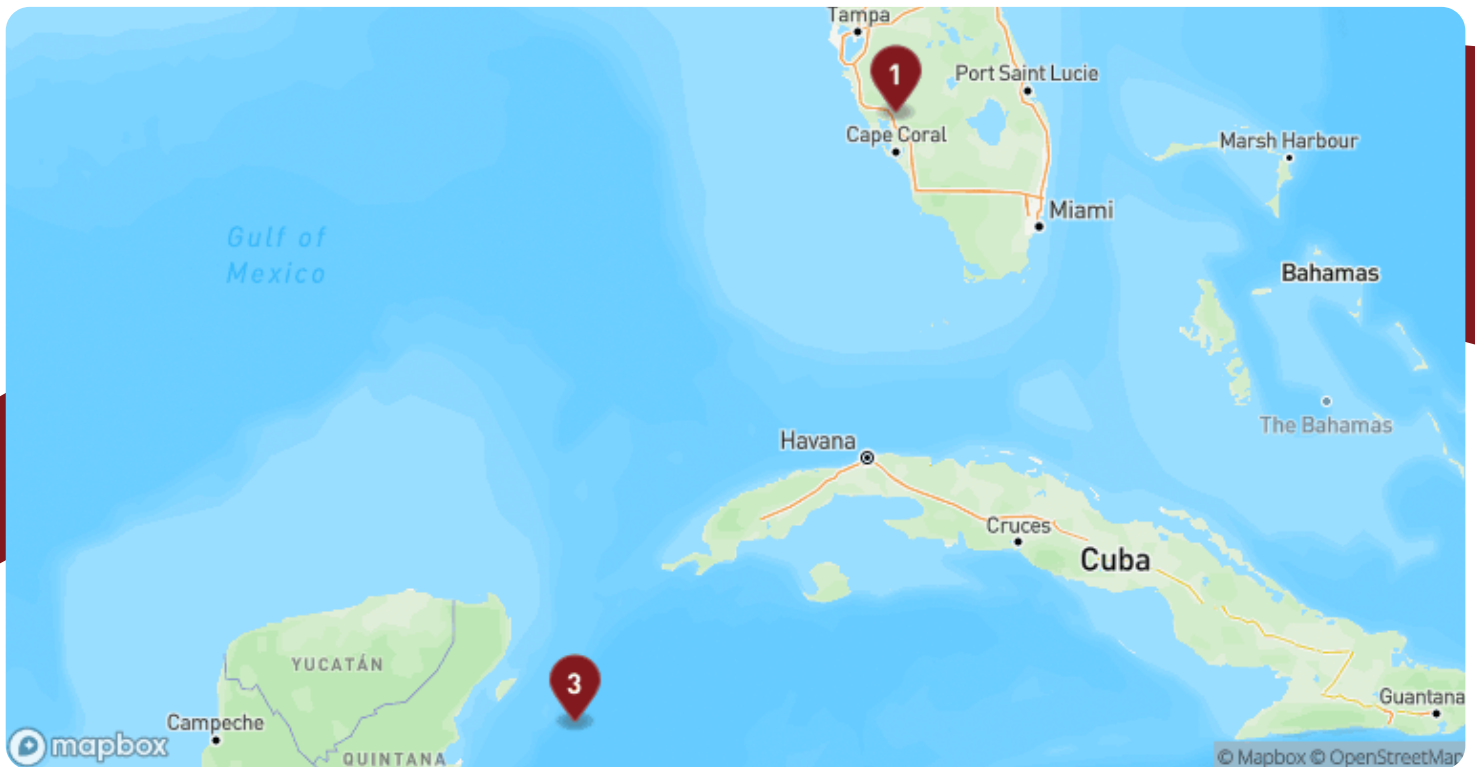 Tampa
1
Port Saint Lucie
Cape Coral
Marsh Harbour
Miami
Gulf of
Mexico
Bahamas
The Bahamas
Havana
Cruces
Cuba
YUCATÁN
3
Guantana
Campeche
QUINTANA
mapbox
© Mapbox © OpenStreetMap